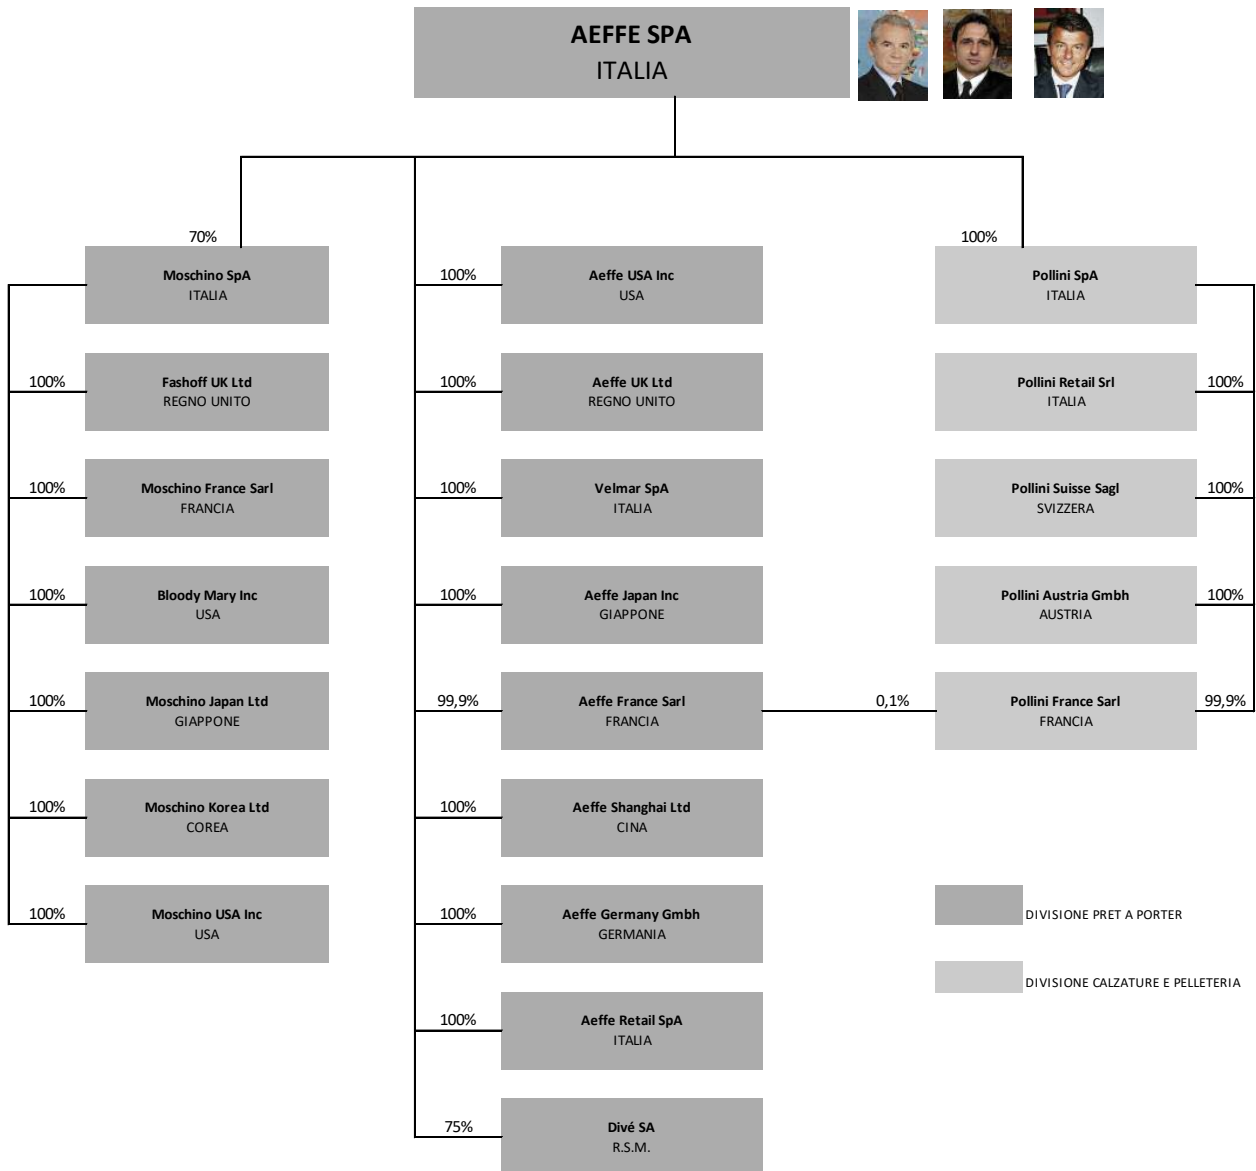 AEFFE SPA
ITALIA
70%
100%
Moschino SpA
ITALIA
100%
Aeffe USA Inc
USA
Pollini SpA
ITALIA
100%
Fashoff UK Ltd
REGNO UNITO
100%
Aeffe UK Ltd
REGNO UNITO
Pollini Retail Srl
ITALIA
100%
100%
Moschino France Sarl
FRANCIA
100%
Velmar SpA
ITALIA
Pollini Suisse Sagl
SVIZZERA
100%
100%
Bloody Mary Inc
USA
100%
Aeffe Japan Inc
GIAPPONE
Pollini Austria Gmbh
AUSTRIA
100%
100%
Moschino Japan Ltd
GIAPPONE
99,9%
Aeffe France Sarl
FRANCIA
0,1%
Pollini France Sarl
FRANCIA
99,9%
100%
Moschino Korea Ltd
COREA
100%
Aeffe Shanghai Ltd
CINA
100%
Moschino USA Inc
USA
100%
Aeffe Germany Gmbh
GERMANIA
DIVISIONE PRET A PORTER
DIVISIONE CALZATURE E PELLETERIA
100%
Aeffe Retail SpA
ITALIA
75%
Divé SA
R.S.M.